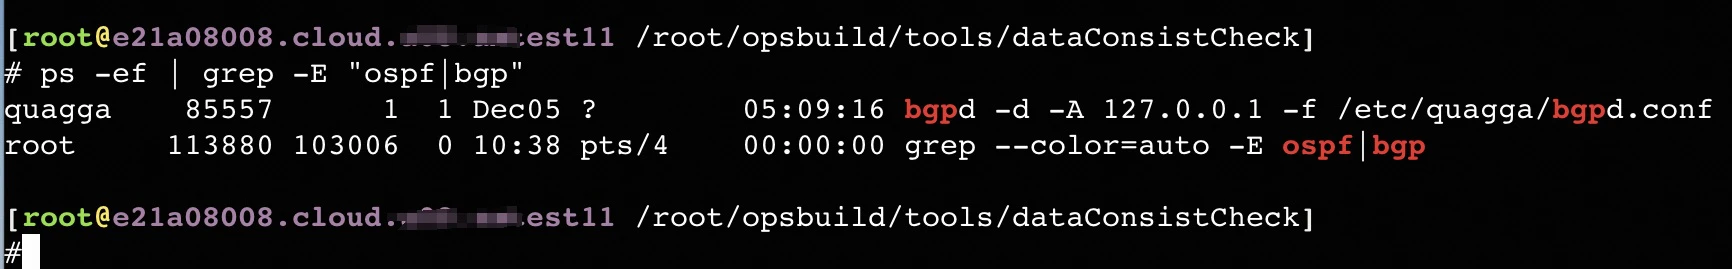 [root@e21a08008.cloud. test11 /root/opsbuild/tools/dataConsistCheck]
# ps -ef | grep -E "ospf|bgp"
quagga    85557      1  1 Dec05 ?        05:09:16 bgpd -d -A 127.0.0.1 -f /etc/quagga/bgpd.conf
root     113880 103006  0 10:38 pts/4    00:00:00 grep --color=auto -E ospf|bgp
[root@e21a08008.cloud. test11 /root/opsbuild/tools/dataConsistCheck]
#